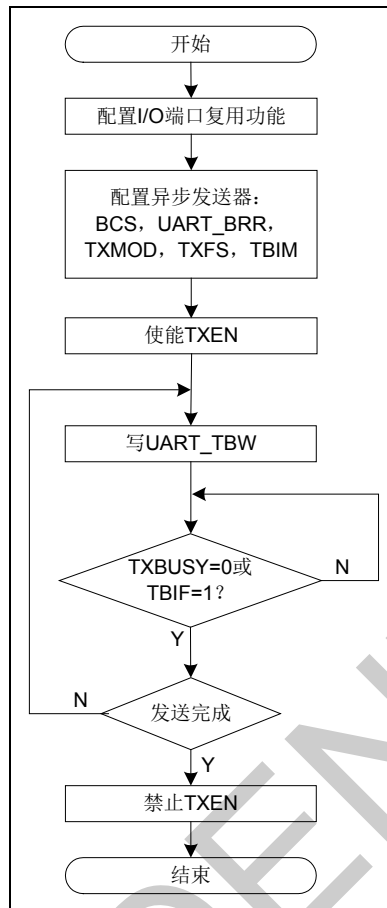 开始
配置I/O端口复用功能
配置异步发送器：
BCS，UART_BRR，
TXMOD，TXFS，TBIM
使能TXEN
写UART_TBW
TXBUSY=0或
TBIF=1？
N
Y
N
发送完成
Y
禁止TXEN
结束